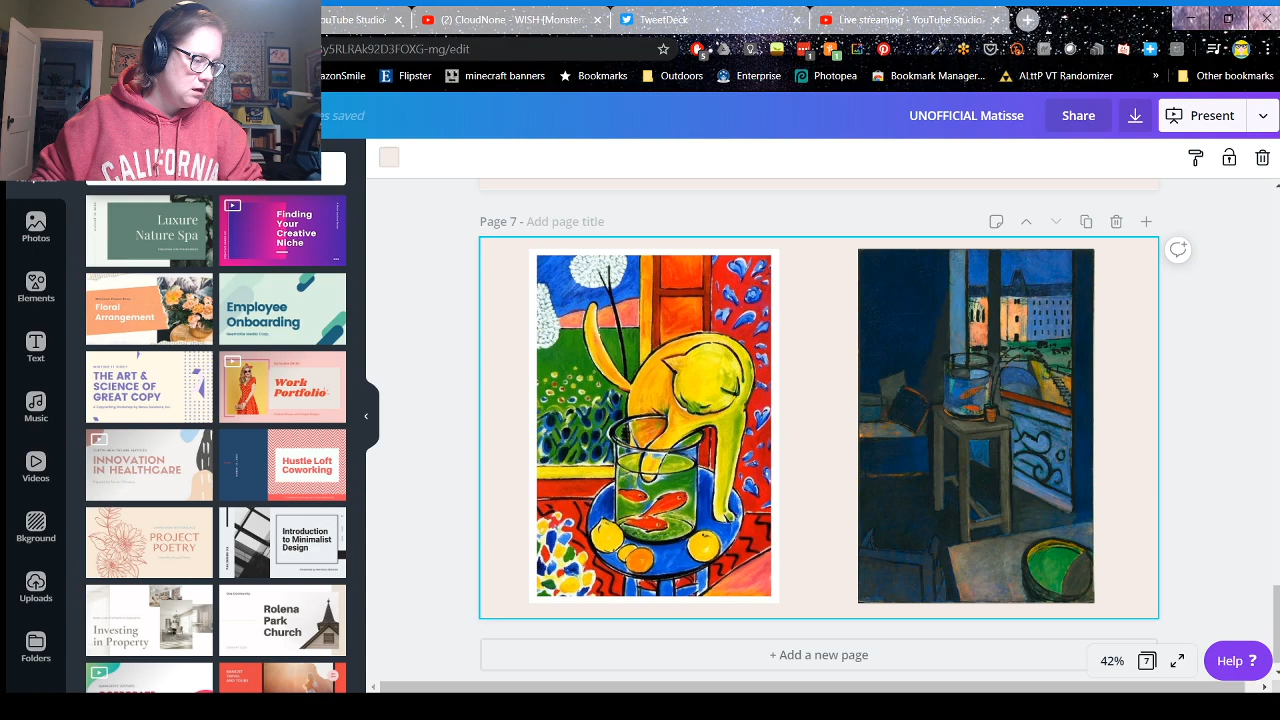 ouTube Studio
(2) CloudNone - WISH [Monster
TweetDeck
Live streaming - YouTube Studio
y5RLRAk92D3FOXG-mg/edit
azonSmile
Flipster
minecraft banners
Bookmarks
Outdoors
Enterprise
Photopea
Bookmark Manager...
ALttP VT Randomizer
»
Other bookmarks
es saved
UNOFFICIAL Matisse
Share
Present
CALIFORNIA
Photos
Elements
Text
Music
Videos
Bkground
Uploads
Folders
Luxure
Nature Spa
Finding
Your
Creative
Niche
Floral
Arrangement
Employee
Onboarding
THE ART &
SCIENCE OF
GREAT COPY
Work
Portfolio
INNOVATION
IN HEALTHCARE
Hustle Loft
Coworking
PROJECT
POETRY
Introduction
to Minimalist
Design
Investing
in Property
Rolena
Park
Church
Page 7 - Add page title
+ Add a new page
42%
7
Help ?